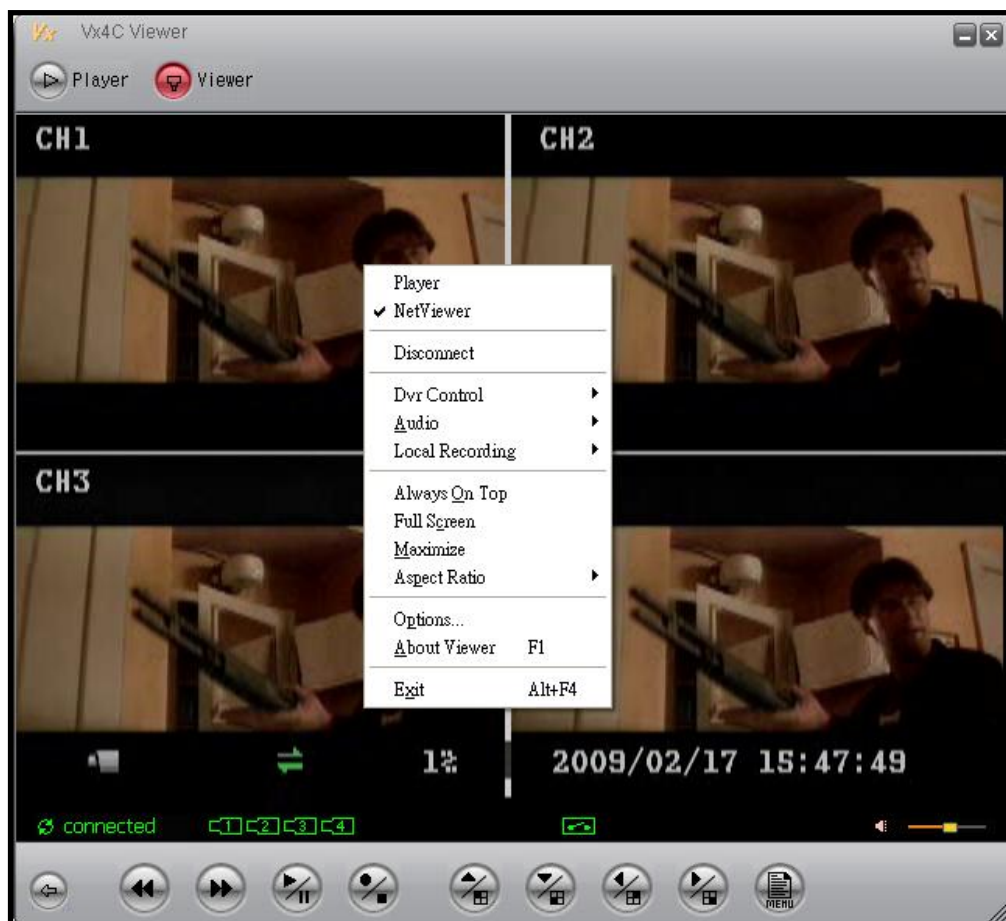 Vx Vx4C Viewer
Player Viewer
CH1
CH2
Player
NetViewer
Disconnect
Dvr Control
Audio
Local Recording
Always On Top
Full Screen
Maximize
Aspect Ratio
Options...
About Viewer F1
Exit Alt+F4
CH3
1%
2009/02/17 15:47:49
connected 1 2 3 4
MENU